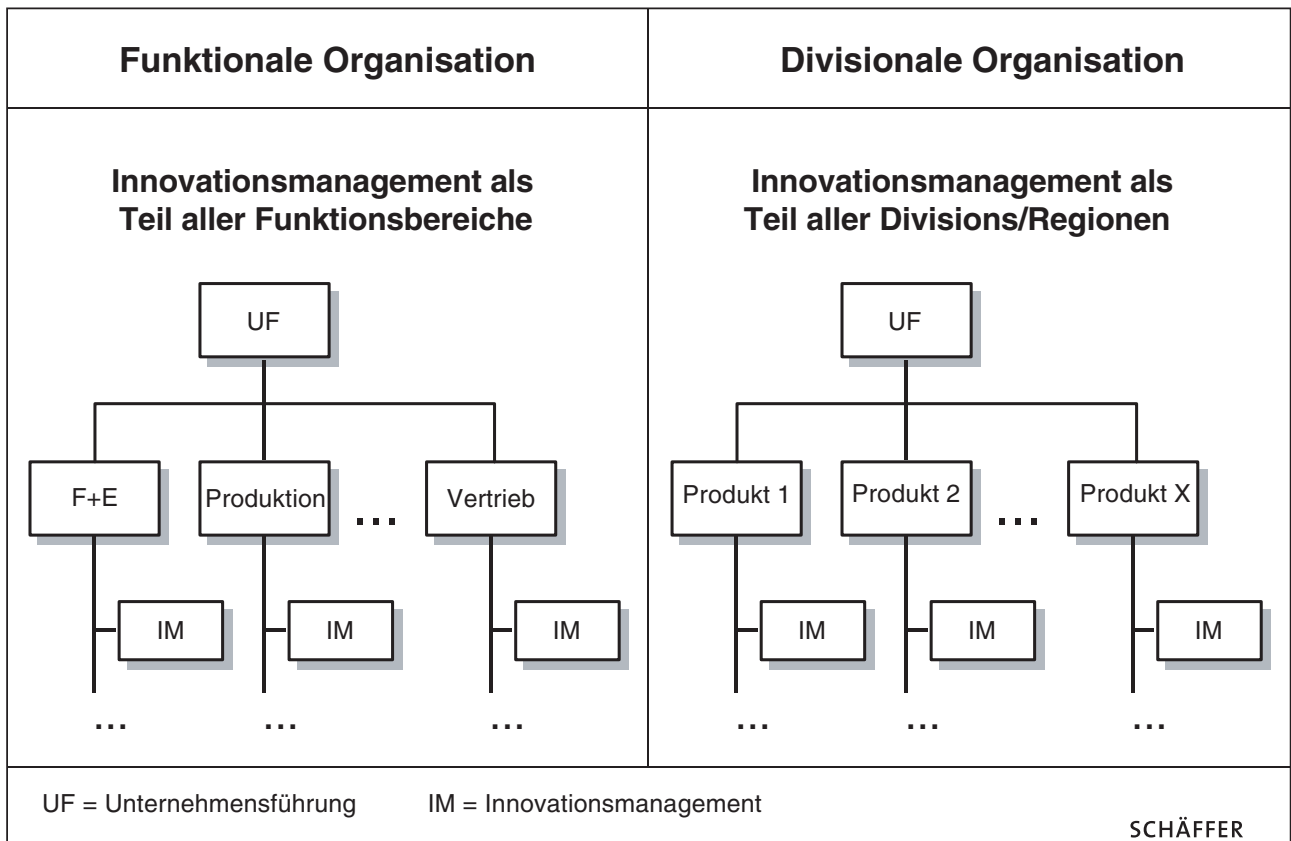 Funktionale Organisation
Divisionale Organisation
Innovationsmanagement als
Teil aller Funktionsbereiche
UF
F+E
Produktion
...
Vertrieb
IM
IM
IM
...
...
...
Innovationsmanagement als
Teil aller Divisions/Regionen
UF
Produkt 1
Produkt 2
...
Produkt X
IM
IM
IM
...
...
...
UF = Unternehmensführung
IM = Innovationsmanagement
SCHÄFFER